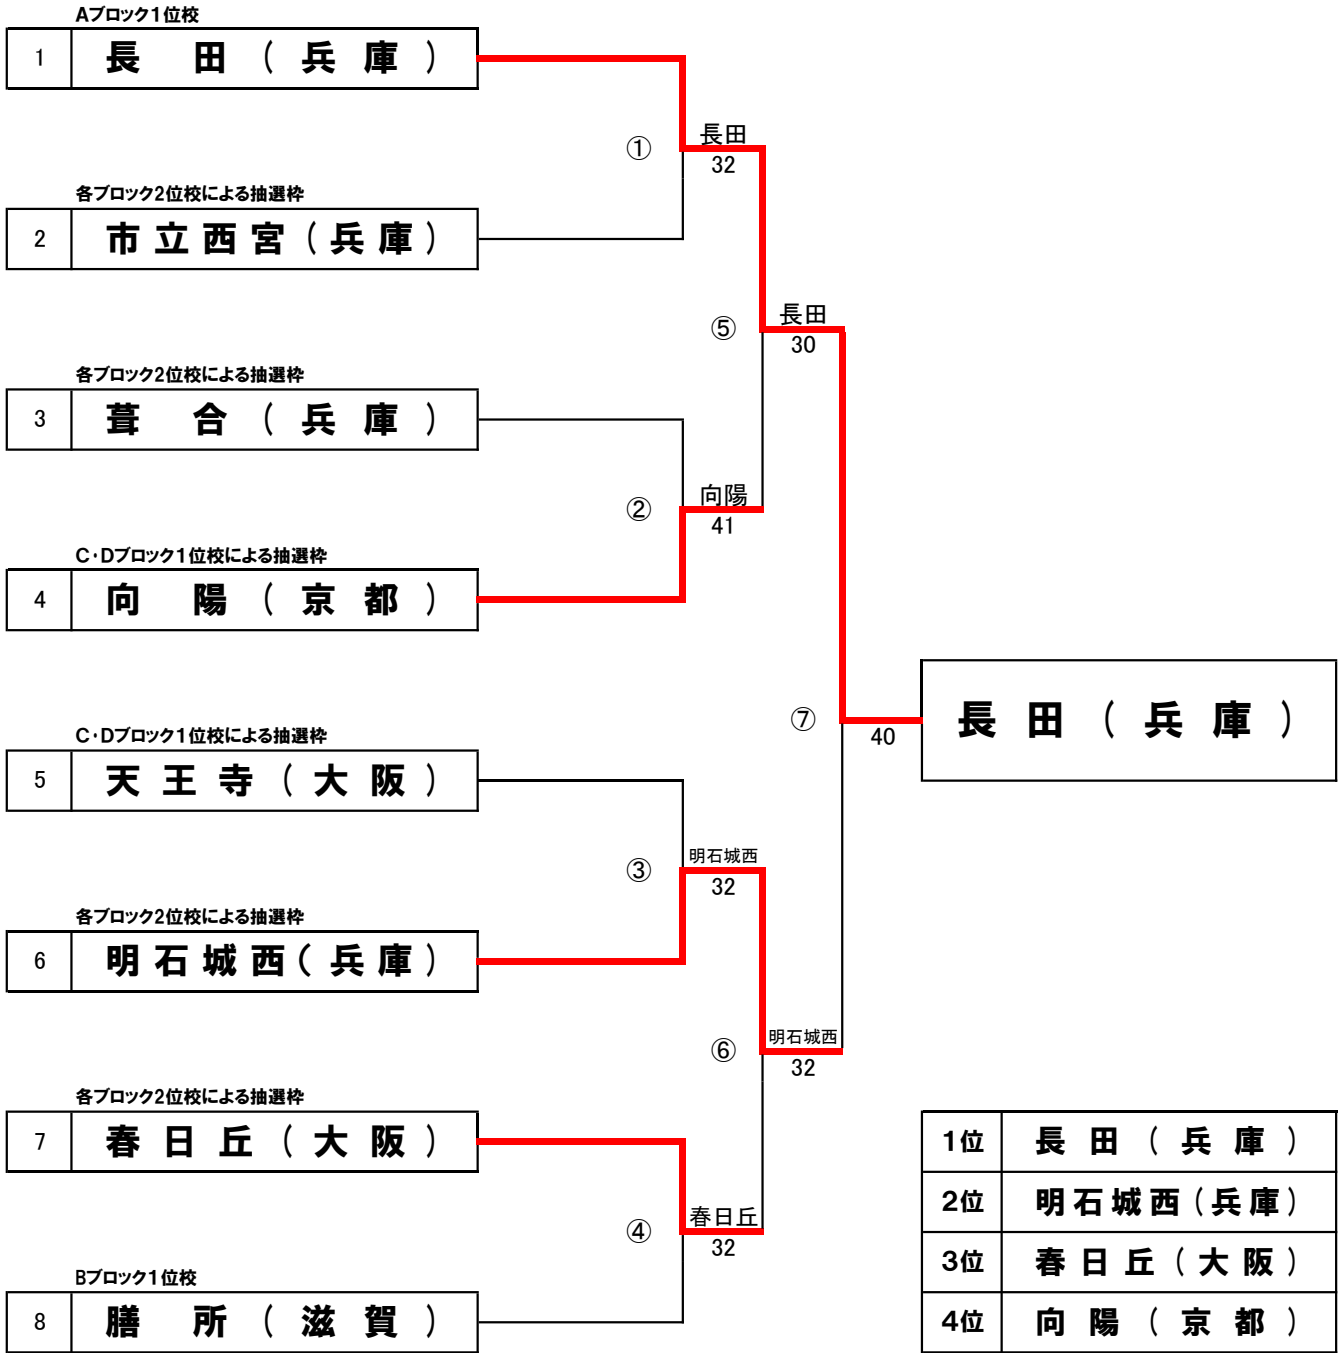 Aブロック1位校
1 長田(兵庫)
① 長田
32
各ブロック2位校による抽選枠
2 市立西宮(兵庫)
⑤ 長田
30
各ブロック2位校による抽選枠
3 葺合(兵庫)
② 向陽
41
C・Dブロック1位校による抽選枠
4 向陽(京都)
⑦ 40 長田(兵庫)
C・Dブロック1位校による抽選枠
5 天王寺(大阪)
③ 明石城西
32
各ブロック2位校による抽選枠
6 明石城西(兵庫)
⑥ 明石城西
32
各ブロック2位校による抽選枠
7 春日丘(大阪)
④ 春日丘
32
Bブロック1位校
8 膳所(滋賀)
1位 長田(兵庫)
2位 明石城西(兵庫)
3位 春日丘(大阪)
4位 向陽(京都)